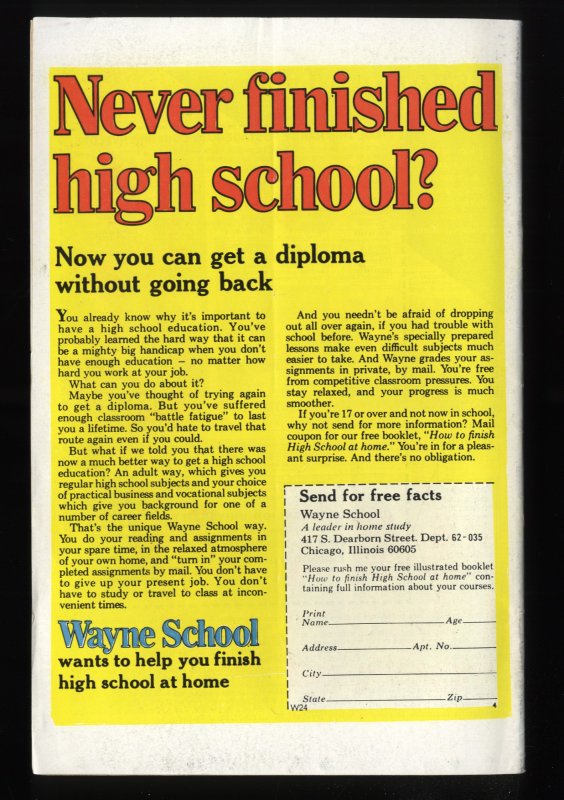 Never finished
high school?
Now you can get a diploma
without going back
You already know why it's important to
have a high school education. You've
probably learned the hard way that it can
be a mighty big handicap when you don't
have enough education – no matter how
hard you work at your job.
What can you do about it?
Maybe you've thought of trying again
to get a diploma. But you've suffered
enough classroom "battle fatigue" to last
you a lifetime. So you'd hate to travel that
route again even if you could.
But what if we told you that there was
now a much better way to get a high school
education? An adult way, which gives you
regular high school subjects and your choice
of practical business and vocational subjects
which give you background for one of a
number of career fields.
That's the unique Wayne School way.
You do your reading and assignments in
your spare time, in the relaxed atmosphere
of your own home, and "turn in" your com-
pleted assignments by mail. You don't have
to give up your present job. You don't
have to study or travel to class at incon-
venient times.
Wayne School
wants to help you finish
high school at home
And you needn't be afraid of dropping
out all over again, if you had trouble with
school before. Wayne's specially prepared
lessons make even difficult subjects much
easier to take. And Wayne grades your as-
signments in private, by mail. You're free
from competitive classroom pressures. You
stay relaxed, and your progress is much
smoother.
If you're 17 or over and not now in school,
why not send for more information? Mail
coupon for our free booklet, "How to finish
High School at home." You're in for a pleas-
ant surprise. And there's no obligation.
Send for free facts
Wayne School
A leader in home study
417 S. Dearborn Street. Dept. 62-035
Chicago, Illinois 60605
Please rush me your free illustrated booklet
"How to finish High School at home" con-
taining full information about your courses.
Print
Name Age
Address Apt. No.
City
State Zip
W24 4